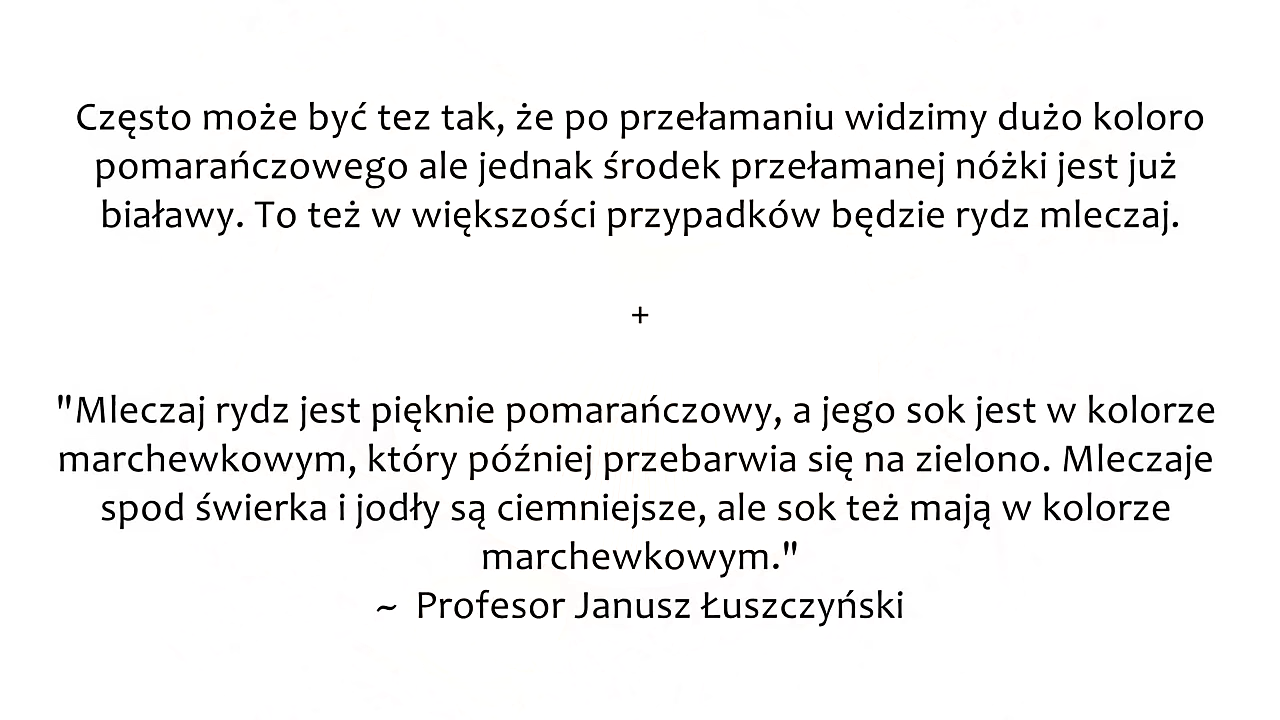 Często może być tez tak, że po przełamaniu widzimy dużo koloro
pomarańczowego ale jednak środek przełamanej nóżki jest już
białawy. To też w większości przypadków będzie rydz mleczaj.
+
"Mleczaj rydz jest pięknie pomarańczowy, a jego sok jest w kolorze
marchewkowym, który później przebarwia się na zielono. Mleczaje
spod świerka i jodły są ciemniejsze, ale sok też mają w kolorze
marchewkowym."
~ Profesor Janusz Łuszczyński